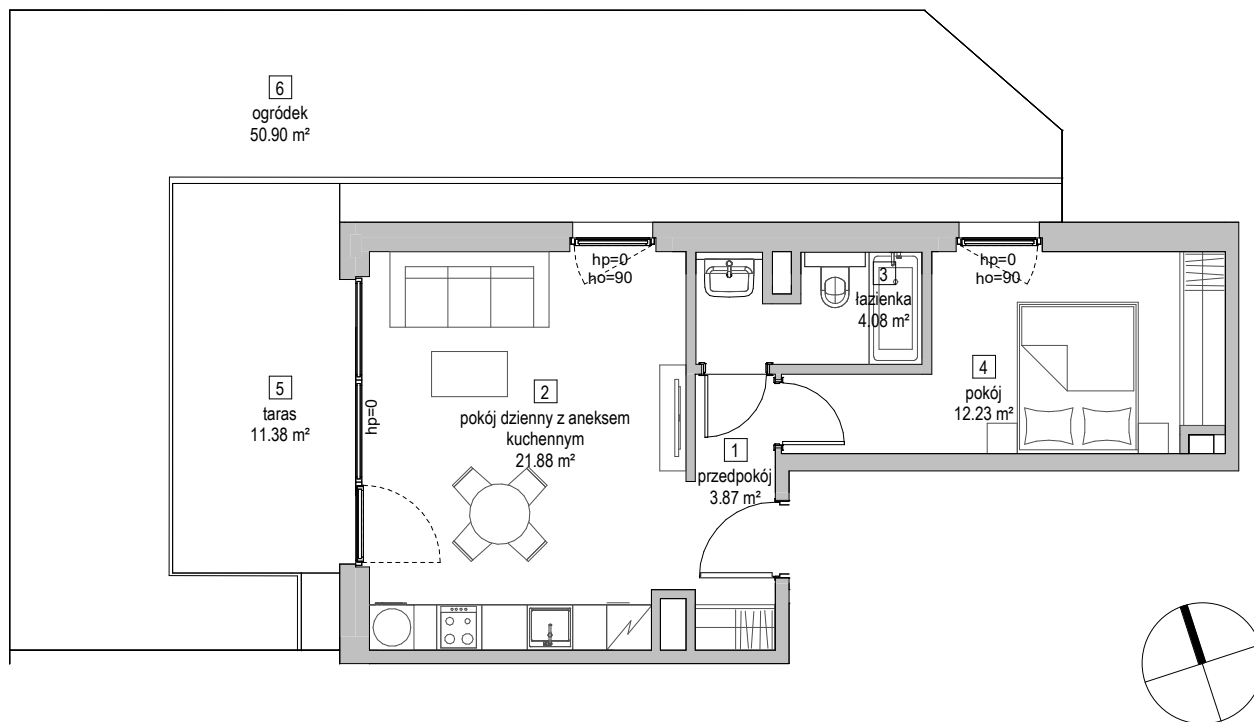 6
ogródek
50.90 m²
hp=0
ho=90
3
łazienka
4.08 m²
hp=0
ho=90
5
taras
11.38 m²
hp=0
2
pokój dzienny z aneksem
kuchennym
21.88 m²
4
pokój
12.23 m²
1
przedpokój
3.87 m²